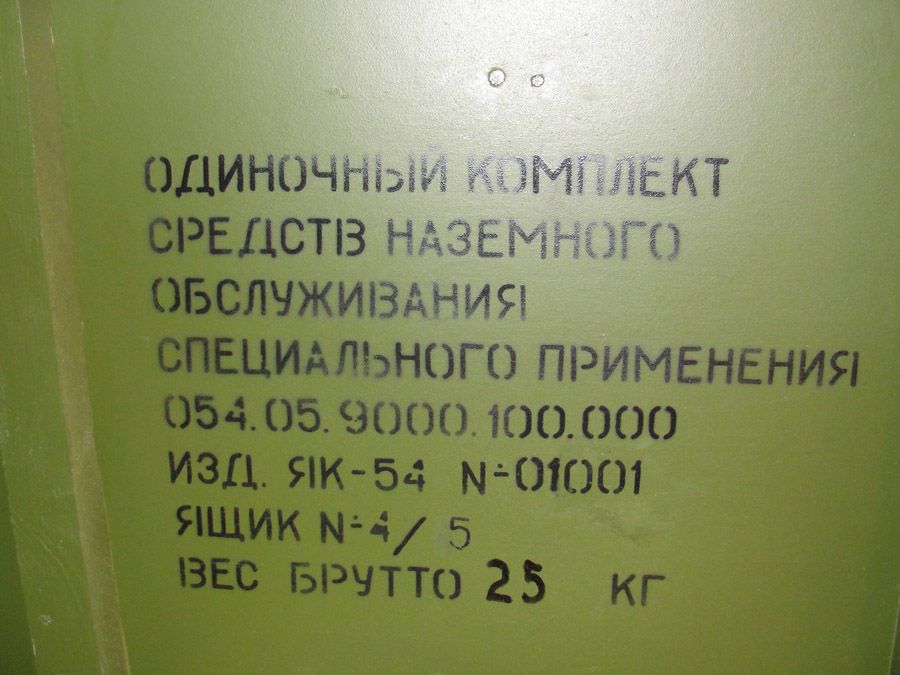 ОДИНОЧНЫЙ КОМПЛЕКТ
СРЕДСТВ НАЗЕМНОГО
ОБСЛУЖИВАНИЯ
СПЕЦИАЛЬНОГО ПРИМЕНЕНИЯ
054.05.9000.100.000
ИЗД. ЯК-54 №01001
ЯЩИК №4/5
ВЕС БРУТТО 25 КГ